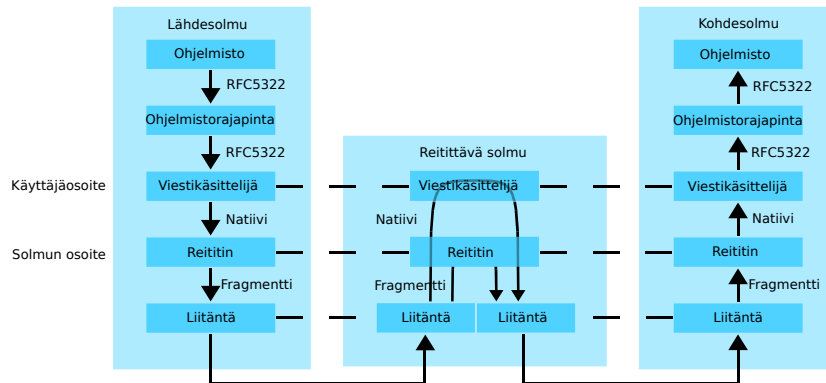 Lähdesolmu
Ohjelmisto
RFC5322
Ohjelmistorajapinta
RFC5322
Viestikäsittelijä
Natiivi
Reititin
Fragmentti
Liitäntä
Käyttäjäosoite
Solmun osoite
Reitittävä solmu
Viestikäsittelijä
Natiivi
Reititin
Fragmentti
Liitäntä
Liitäntä
Kohdesolmu
Ohjelmisto
RFC5322
Ohjelmistorajapinta
RFC5322
Viestikäsittelijä
Natiivi
Reititin
Fragmentti
Liitäntä